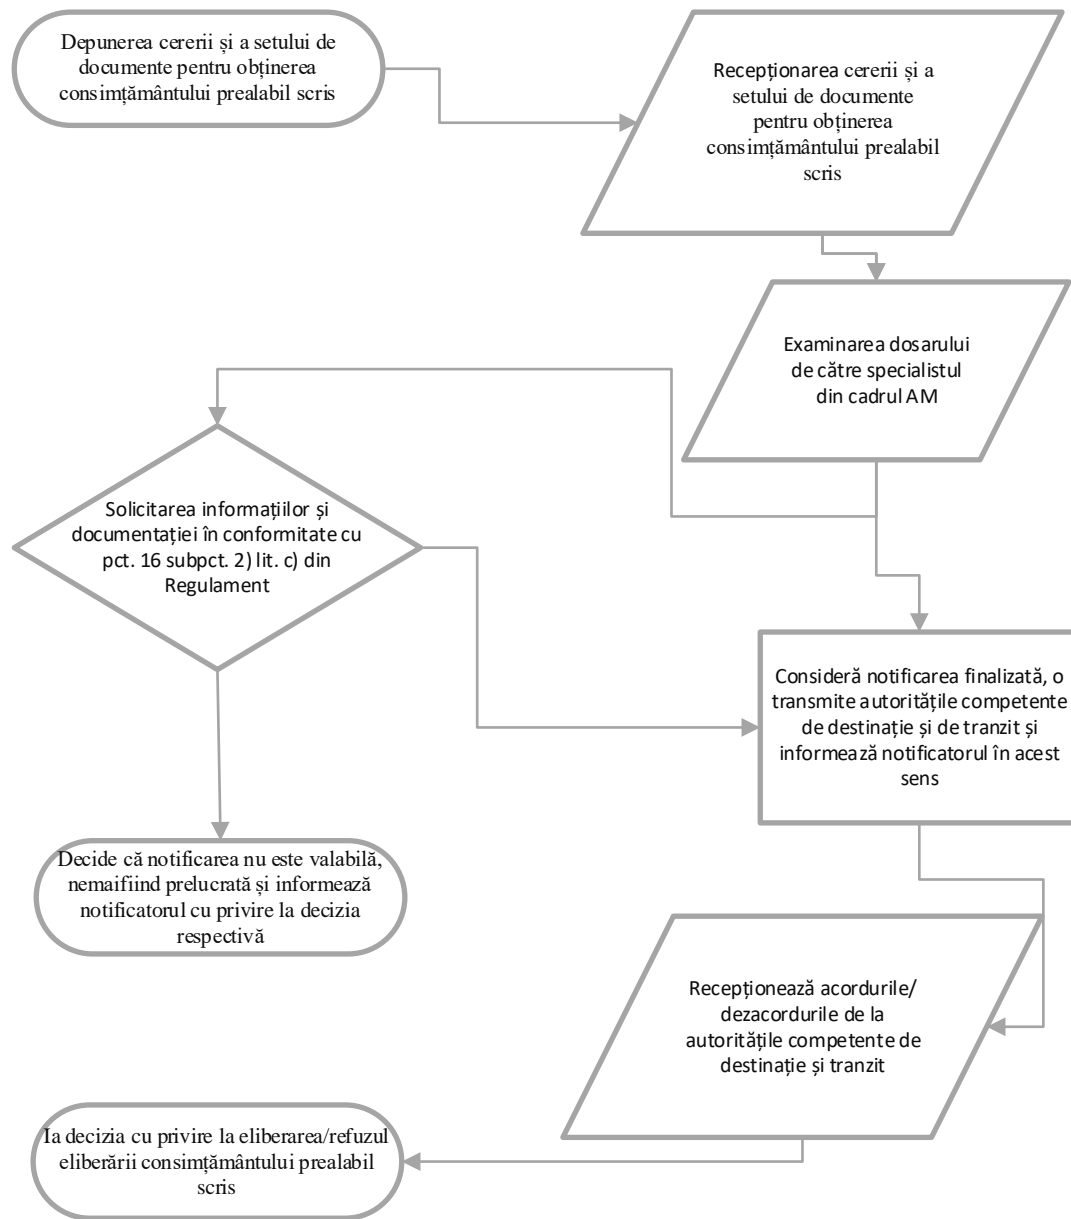 Depunerea cererii și a setului de
documente pentru obținerea
consimțământului prealabil scris
Recepționarea cererii și a
setului de documente
pentru obținerea
consimțământului prealabil
scris
Examinarea dosarului
de către specialistul
din cadrul AM
Solicitarea informațiilor și
documentației în conformitate cu
pct. 16 subpct. 2) lit. c) din
Regulament
Consideră notificarea finalizată, o
transmite autoritățile competente
de destinație și de tranzit și
informează notificatorul în acest
sens
Decide că notificarea nu este valabilă,
nemaifiind prelucrată și informează
notificatorul cu privire la decizia
respectivă
Recepționează acordurile/
dezacordurile de la
autoritățile competente de
destinație și tranzit
Ia decizia cu privire la eliberarea/refuzul
eliberării consimțământului prealabil
scris